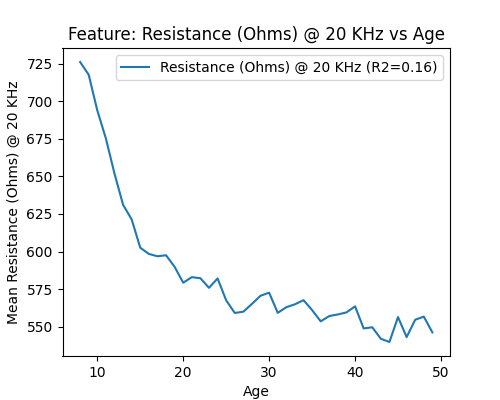 Feature: Resistance (Ohms) @ 20 KHz vs Age
Resistance (Ohms) @ 20 KHz (R2=0.16)
Mean Resistance (Ohms) @ 20 KHz
725
700
675
650
625
600
575
550
10 20 30 40 50
Age